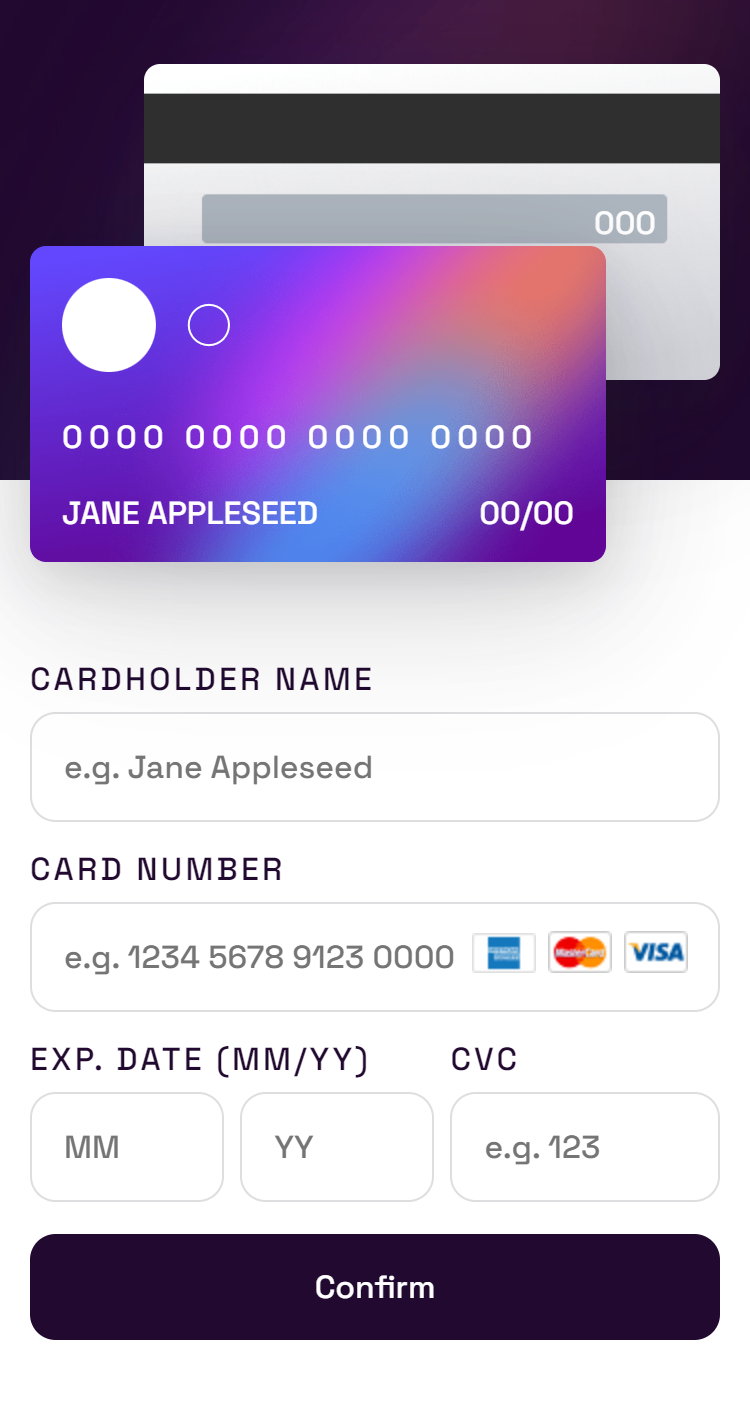 000
0000 0000 0000 0000
JANE APPLESEED 00/00
CARDHOLDER NAME
e.g. Jane Appleseed
CARD NUMBER
e.g. 1234 5678 9123 0000 MasterCard VISA
EXP. DATE (MM/YY) CVC
MM YY e.g. 123
Confirm